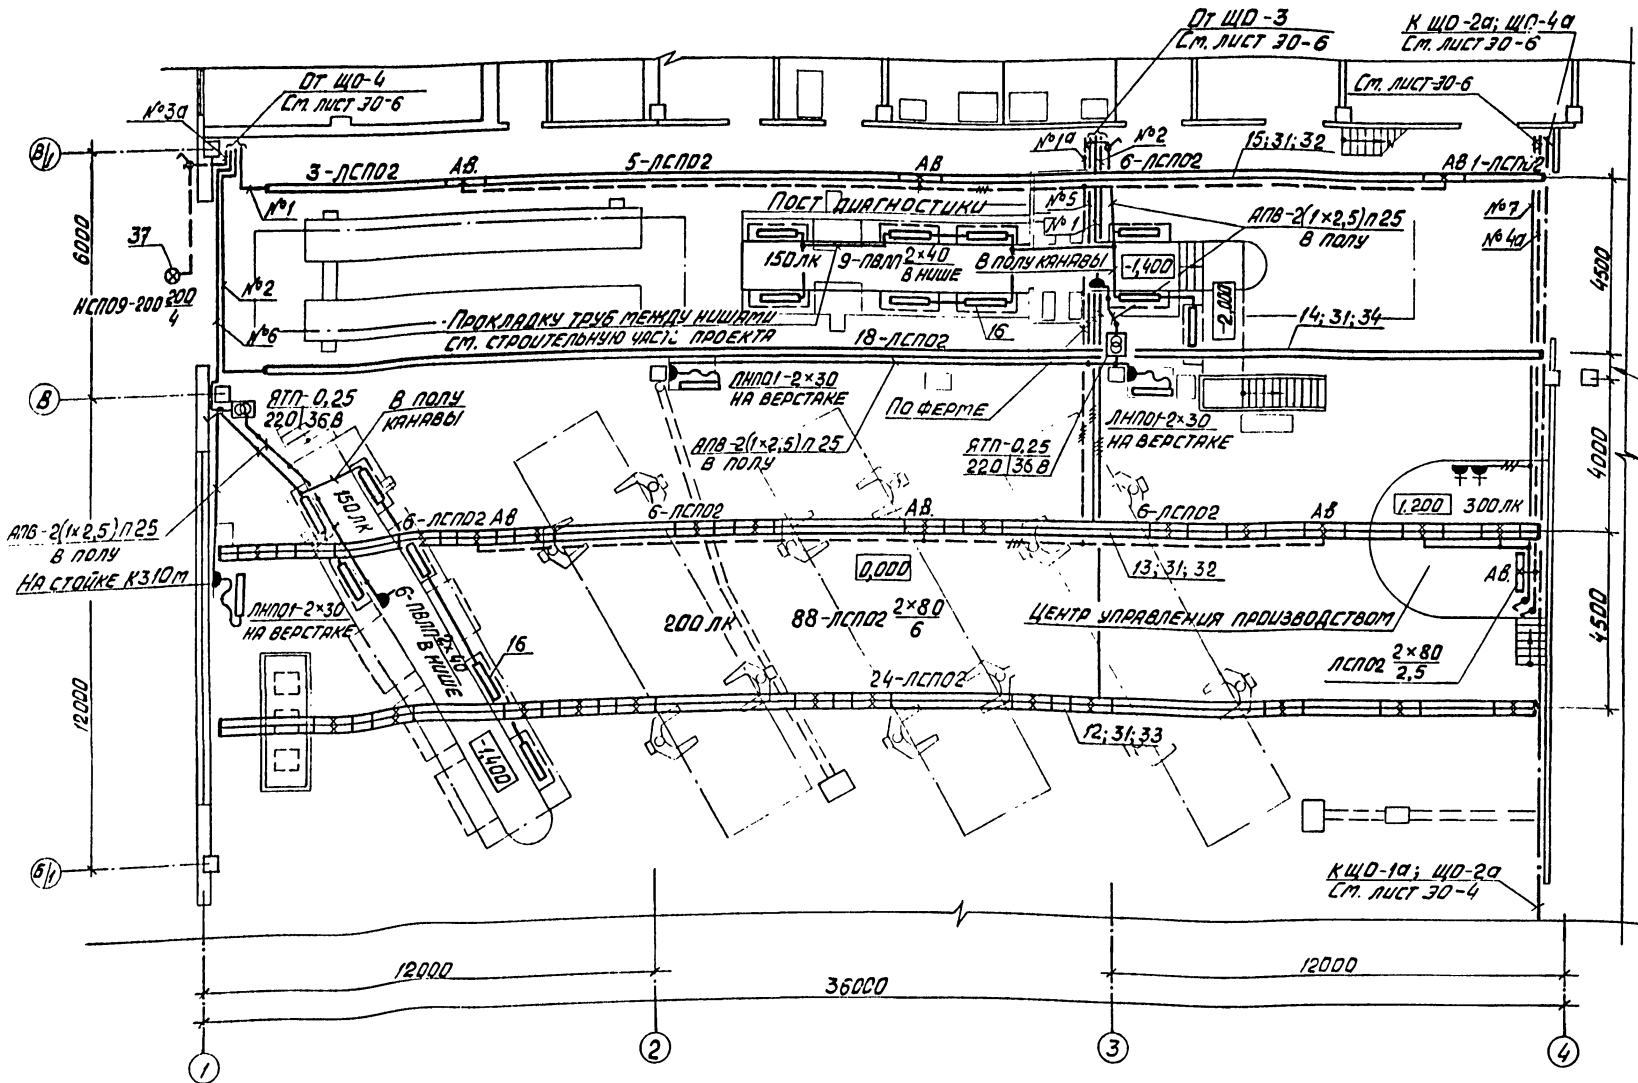 От ЩО-3
См. лист ЭО-6
К ЩО-2а; ЩО-4а
См. лист ЭО-6
От ЩО-4
См. лист ЭО-6
См. лист ЭО-6
№3а
В/1
3-ЛСП02
АВ.
5-ЛСП02
АВ
№1а
№2
6-ЛСП02
15; 31; 32
АВ
1-ЛСП02
№1
Пост диагностики
№5
№1
АПВ-2(1×2,5)П25
В полу
№7
№4а
6000
4500
37
НСП09-200 200/4
№2
№6
150 ЛК
9-ПВЛП 2×40
в нише
В полу канавы
-1,400
-2,000
Прокладку труб между нишами
См. строительную часть проекта
16
18-ЛСП02
14; 31; 34
В
ЯТП-0,25
220/36В
В полу
канавы
ЛНП01-2×30
на верстаке
По ферме
АПВ-2(1×2,5)П25
В полу
ЯТП-0,25
220/36В
ЛНП01-2×30
на верстаке
4000
150 ЛК
6-ЛСП02
АВ
6-ЛСП02
АВ.
6-ЛСП02
АВ
1.200
300 ЛК
АПВ-2(1×2,5)П25
В полу
На стойке К310м
0,000
13; 31; 32
АВ.
ЛНП01-2×30
на верстаке
6-ПВЛП 2×40
в нише
16
200 ЛК
88-ЛСП02 2×80/6
Центр управления производством
4500
ЛСП02 2×80/2,5
24-ЛСП02
12; 31; 33
12000
-1,400
Б/1
К ЩО-1а; ЩО-2а
См. лист ЭО-4
12000
12000
36000
1
2
3
4